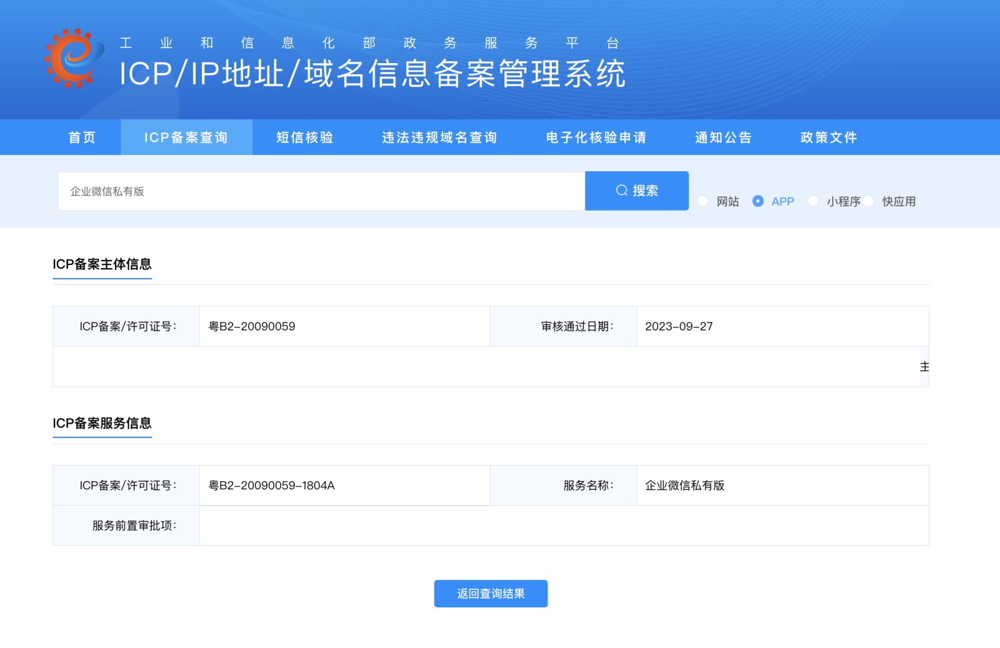 工业和信息化部政务服务平台
ICP/IP地址/域名信息备案管理系统
首页 ICP备案查询 短信核验 违法违规域名查询 电子化核验申请 通知公告 政策文件
企业微信私有版 搜索 网站 APP 小程序 快应用
ICP备案主体信息
ICP备案/许可证号： 粤B2-20090059 审核通过日期： 2023-09-27
主
ICP备案服务信息
ICP备案/许可证号： 粤B2-20090059-1804A 服务名称： 企业微信私有版
服务前置审批项：
返回查询结果